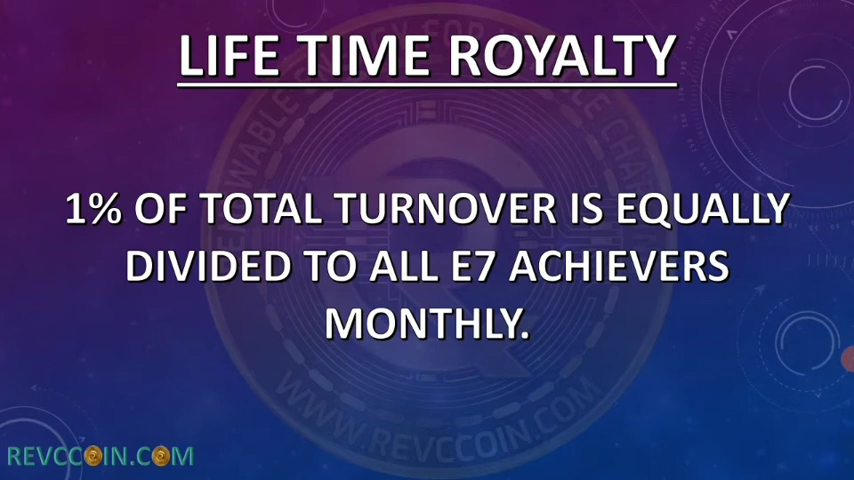 LIFE TIME ROYALTY
1% OF TOTAL TURNOVER IS EQUALLY
DIVIDED TO ALL E7 ACHIEVERS
MONTHLY.
WWW.REVCCOIN.COM
REVCCOIN.COM